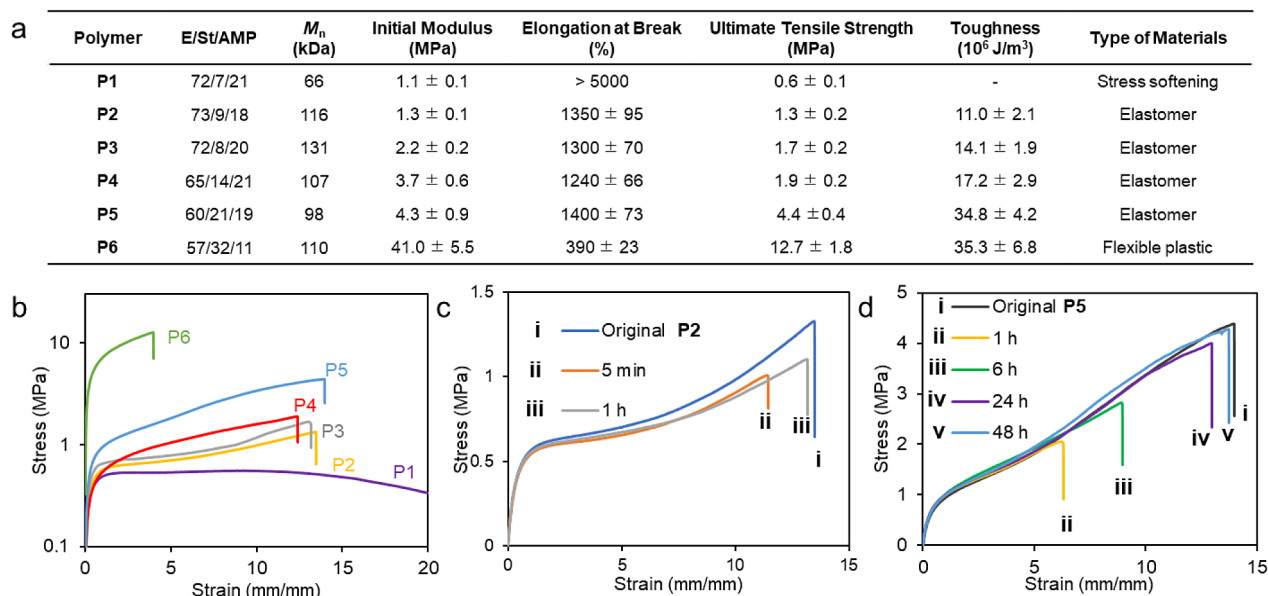 a
Polymer E/St/AMP Mn (kDa) Initial Modulus (MPa) Elongation at Break (%) Ultimate Tensile Strength (MPa) Toughness (10⁶ J/m³) Type of Materials
P1 72/7/21 66 1.1 ± 0.1 > 5000 0.6 ± 0.1 - Stress softening
P2 73/9/18 116 1.3 ± 0.1 1350 ± 95 1.3 ± 0.2 11.0 ± 2.1 Elastomer
P3 72/8/20 131 2.2 ± 0.2 1300 ± 70 1.7 ± 0.2 14.1 ± 1.9 Elastomer
P4 65/14/21 107 3.7 ± 0.6 1240 ± 66 1.9 ± 0.2 17.2 ± 2.9 Elastomer
P5 60/21/19 98 4.3 ± 0.9 1400 ± 73 4.4 ±0.4 34.8 ± 4.2 Elastomer
P6 57/32/11 110 41.0 ± 5.5 390 ± 23 12.7 ± 1.8 35.3 ± 6.8 Flexible plastic
b
Stress (MPa)
10
1
0.1
P6
P5
P4
P3
P2
P1
0 5 10 15 20
Strain (mm/mm)
c
Stress (MPa)
1.5
1
0.5
0
i Original P2
ii 5 min
iii 1 h
ii
iii
i
0 5 10 15
Strain (mm/mm)
d
Stress (MPa)
5
4
3
2
1
0
i Original P5
ii 1 h
iii 6 h
iv 24 h
v 48 h
ii
iii
iv
v
i
0 5 10 15
Strain (mm/mm)